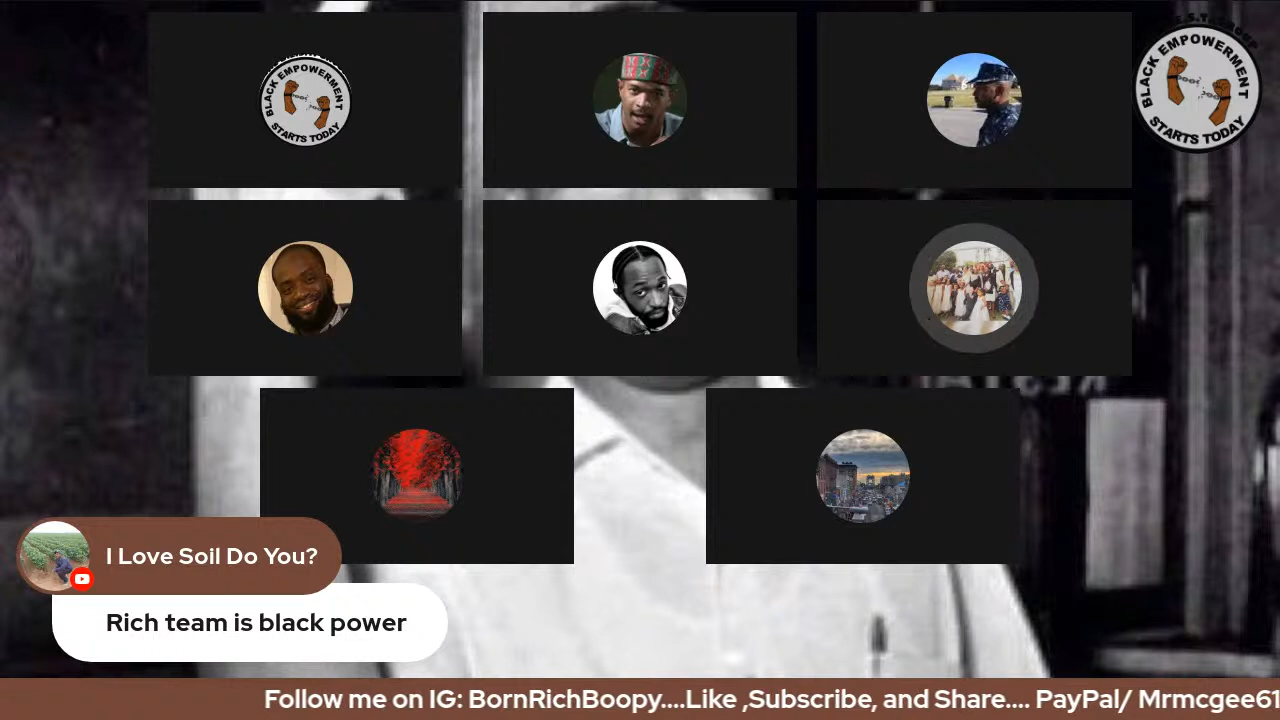 BLACK EMPOWERMENT
STARTS TODAY
BLACK EMPOWERMENT
STARTS TODAY
I Love Soil Do You?
Rich team is black power
Follow me on IG: BornRichBoopy....Like ,Subscribe, and Share.... PayPal/ Mrmcgee61